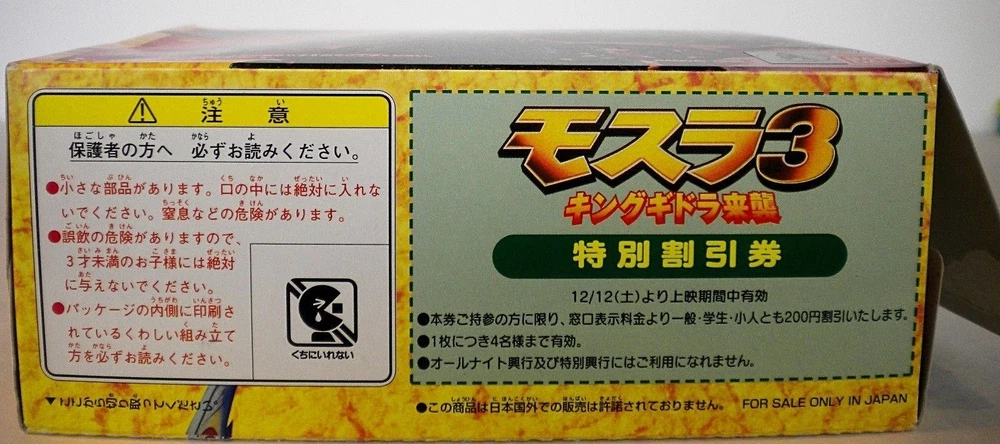 注意
保護者の方へ 必ずお読みください。
●小さな部品があります。口の中には絶対に入れな
いでください。窒息などの危険があります。
●誤飲の危険がありますので、
3才未満のお子様には絶対
に与えないでください。
●パッケージの内側に印刷さ
れているくわしい組み立て
方を必ずお読みください。
くちにいれない
モスラ3
キングギドラ来襲
特別割引券
12/12(土)より上映期間中有効
●本券ご持参の方に限り、窓口表示料金より一般・学生・小人とも200円割引いたします。
●1枚につき4名様まで有効。
●オールナイト興行及び特別興行にはご利用になれません。
●この商品は日本国外での販売は許諾されておりません。 FOR SALE ONLY IN JAPAN